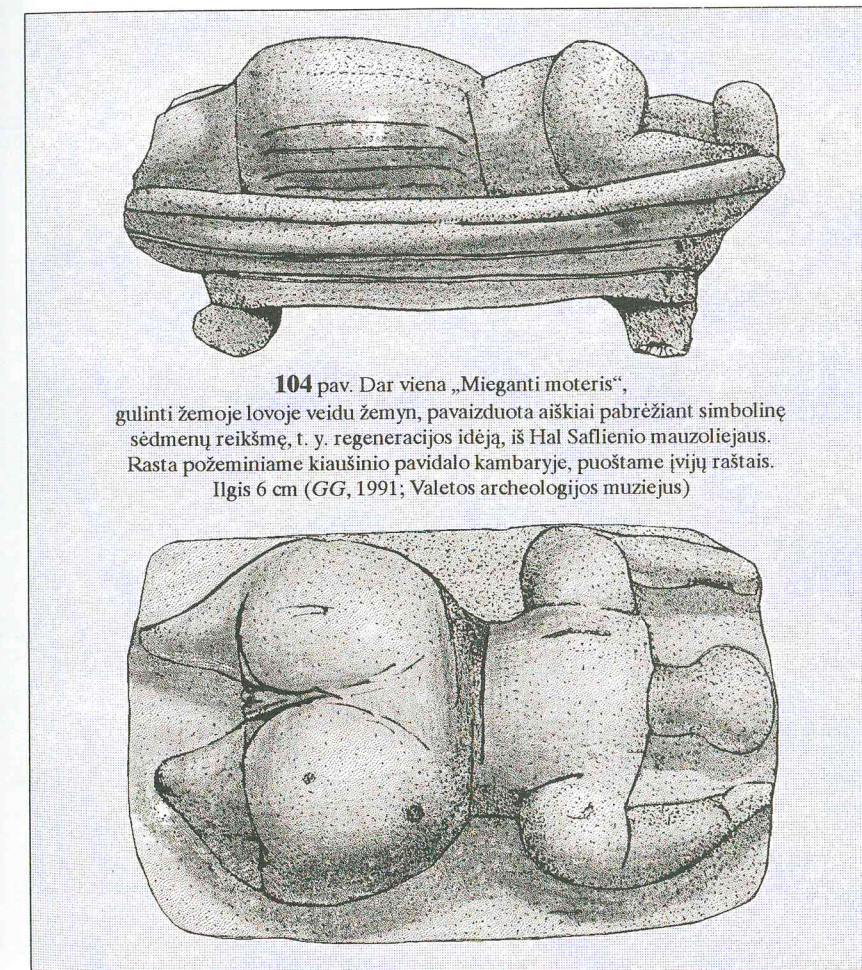 104 pav. Dar viena „Mieganti moteris“,
gulinti žemoje lovoje veidu žemyn, pavaizduota aiškiai pabrėžiant simbolinę
sėdmenų reikšmę, t. y. regeneracijos idėją, iš Hal Saflienio mauzoliejaus.
Rasta požeminiame kiaušinio pavidalo kambaryje, puoštame įvijų raštais.
Ilgis 6 cm (GG, 1991; Valetos archeologijos muziejus)